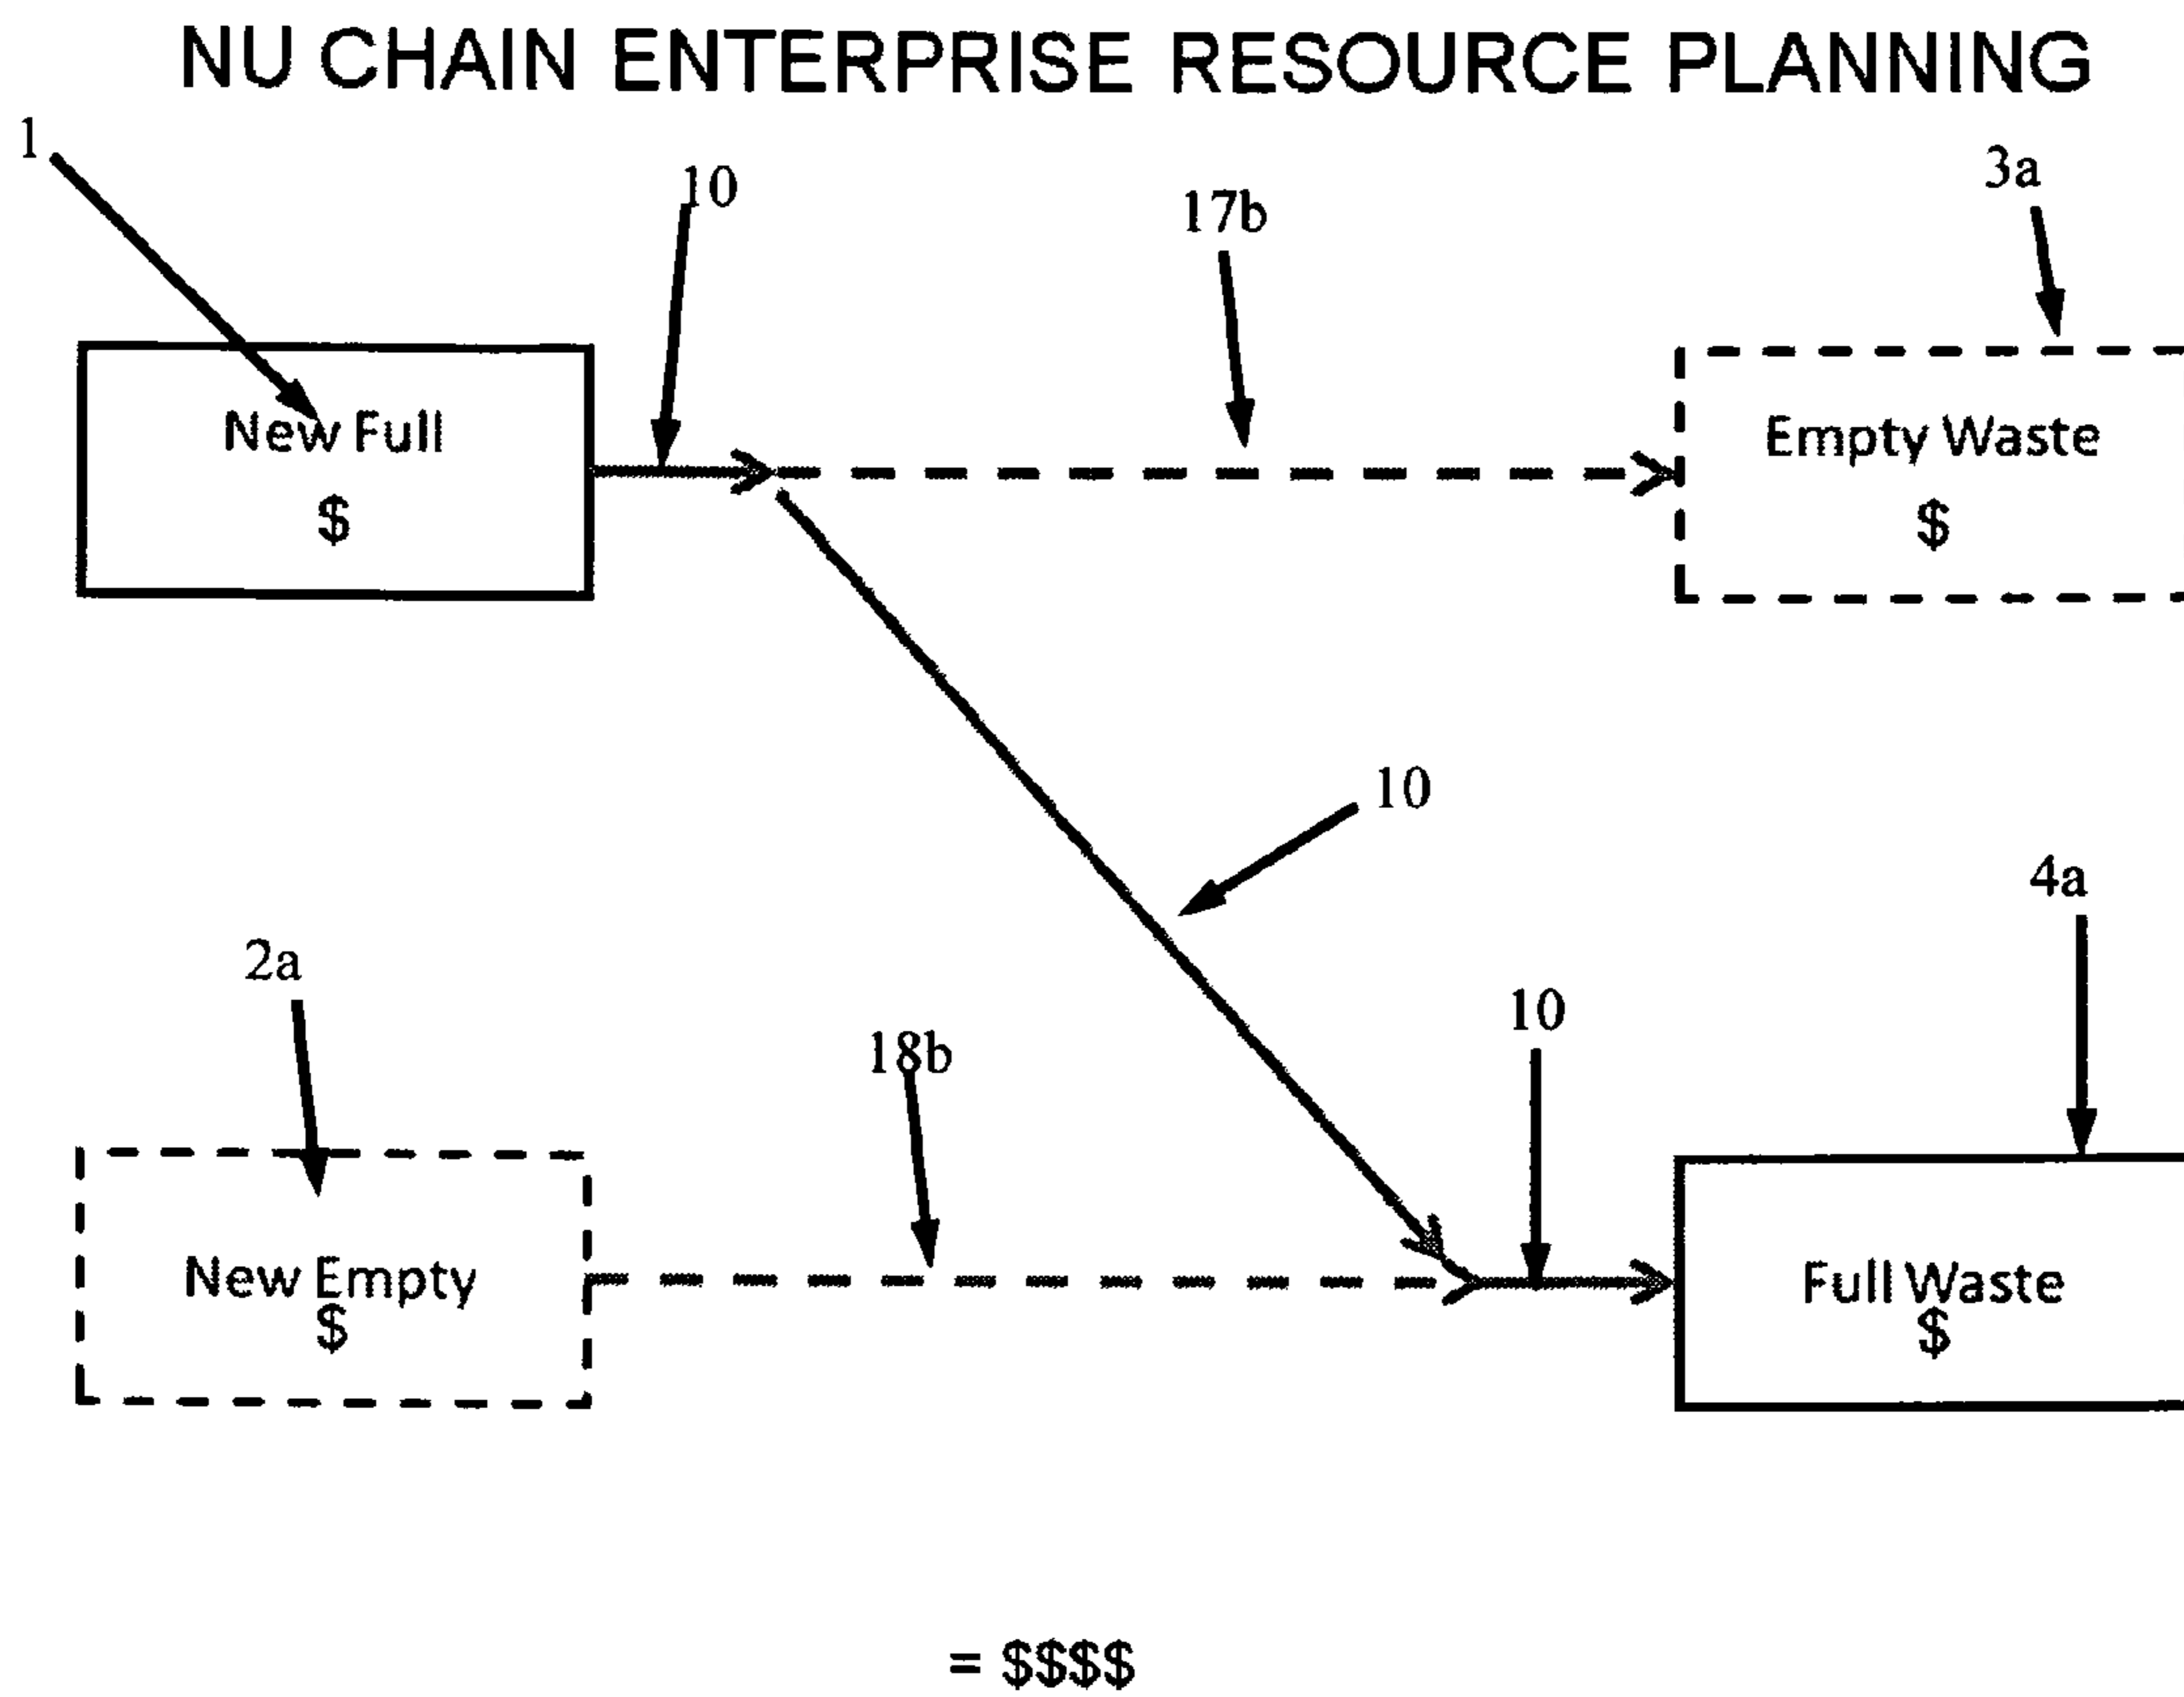 NU CHAIN ENTERPRISE RESOURCE PLANNING
1
10
17b
3a
New Full
$
Empty Waste
$
10
4a
2a
10
18b
New Empty
$
Full Waste
$
= $$$$